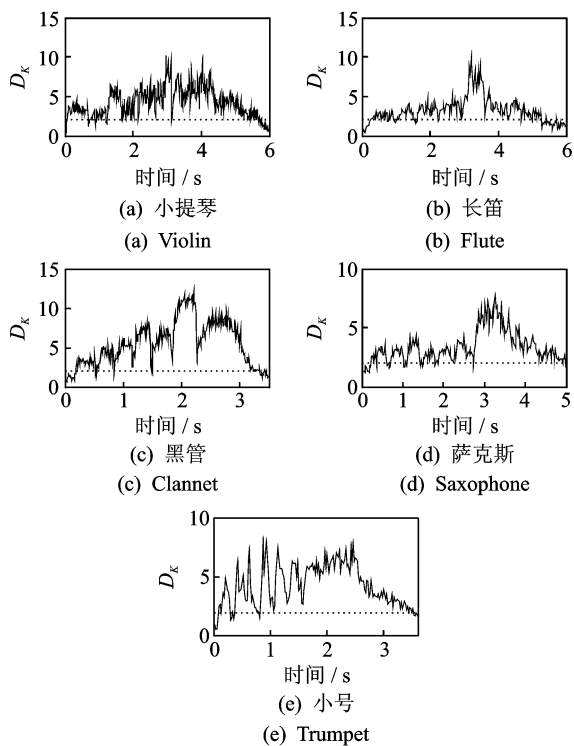 15
10
5
0
D_K
0 2 4 6
时间 / s
(a) 小提琴
(a) Violin
15
10
5
0
D_K
0 2 4 6
时间 / s
(b) 长笛
(b) Flute
15
10
5
0
D_K
0 1 2 3
时间 / s
(c) 黑管
(c) Clannet
10
5
0
D_K
0 1 2 3 4 5
时间 / s
(d) 萨克斯
(d) Saxophone
10
5
0
D_K
0 1 2 3
时间 / s
(e) 小号
(e) Trumpet